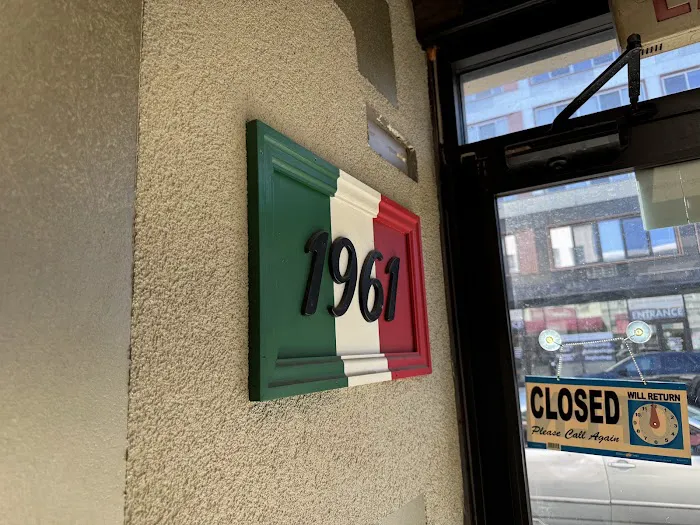 1961
ENTRANCE
CLOSED
Please Call Again
WILL RETURN